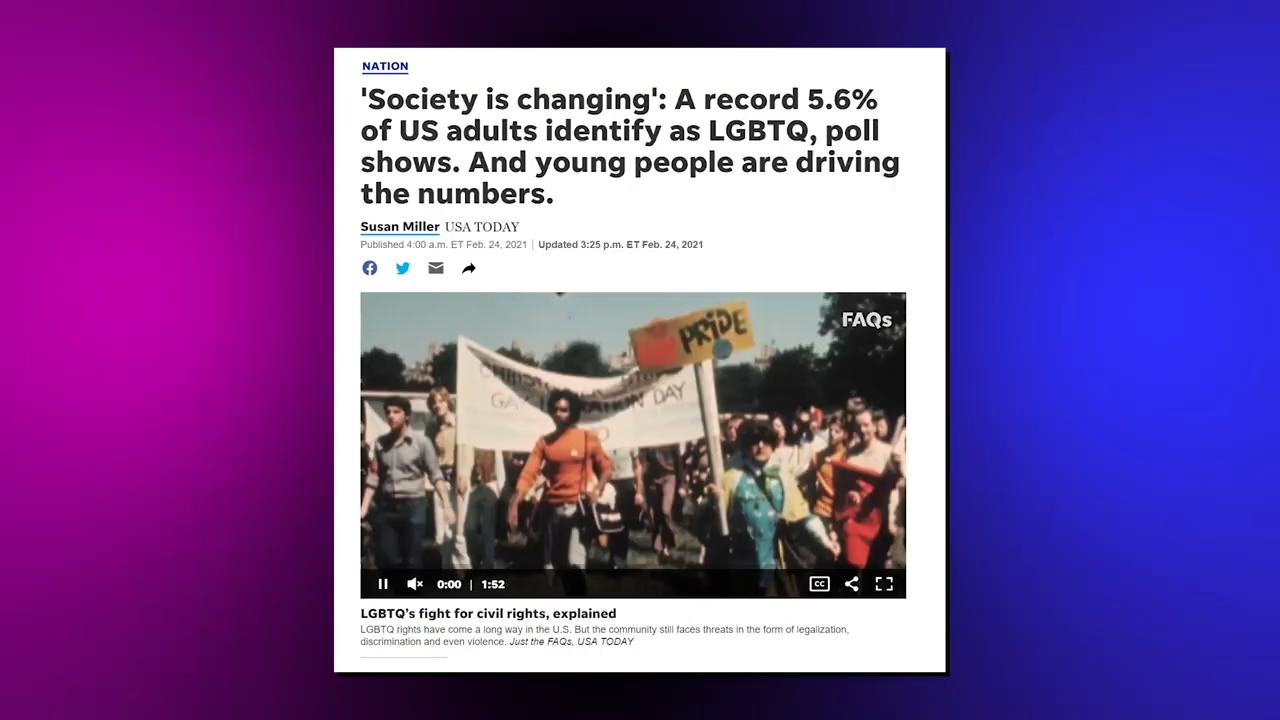 NATION
'Society is changing': A record 5.6%
of US adults identify as LGBTQ, poll
shows. And young people are driving
the numbers.
Susan Miller USA TODAY
Published 4:00 a.m. ET Feb. 24, 2021 | Updated 3:25 p.m. ET Feb. 24, 2021
FAQs
PRiDE
DAY
0:00 | 1:52
CC
LGBTQ's fight for civil rights, explained
LGBTQ rights have come a long way in the U.S. But the community still faces threats in the form of legalization,
discrimination and even violence. Just the FAQs, USA TODAY